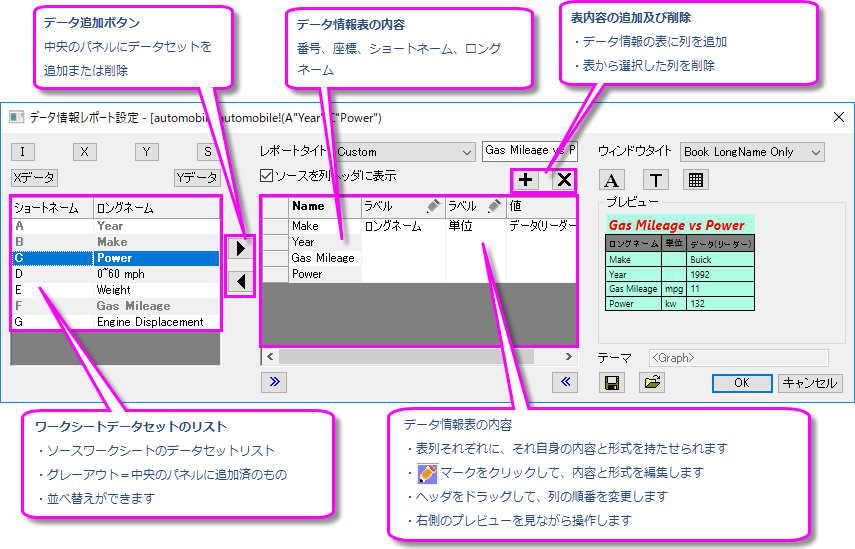 データ追加ボタン
中央のパネルにデータセットを
追加または削除
データ情報表の内容
番号、座標、ショートネーム、ロング
ネーム
表内容の追加及び削除
・データ情報の表に列を追加
・表から選択した列を削除
データ情報レポート設定 - [automobil
automobile!(A"Year"
C"Power")
I
X
Y
S
レポートタイト
Custom
Gas Mileage vs P
ウィンドウタイト
Book LongName Only
Xデータ
Yデータ
ソースを列ヘッダに表示
A
T
ショートネーム
ロングネーム
A
Year
B
Make
C
Power
D
0~60 mph
E
Weight
F
Gas Mileage
G
Engine Displacement
Name
ラベル
ラベル
値
Make
ロングネーム
単位
データ(リーダー
Year
Gas Mileage
Power
プレビュー
Gas Mileage vs Power
ロングネーム
単位
データ(リーダー)
Make
Buick
Year
1992
Gas Mileage
mpg
11
Power
kw
132
テーマ
<Graph>
OK
キャンセル
ワークシートデータセットのリスト
・ソースワークシートのデータセットリスト
・グレーアウト＝中央のパネルに追加済のもの
・並べ替えができます
データ情報表の内容
・表列それぞれに、それ自身の内容と形式を持たせられます
・ マークをクリックして、内容と形式を編集します
・ヘッダをドラッグして、列の順番を変更します
・右側のプレビューを見ながら操作します